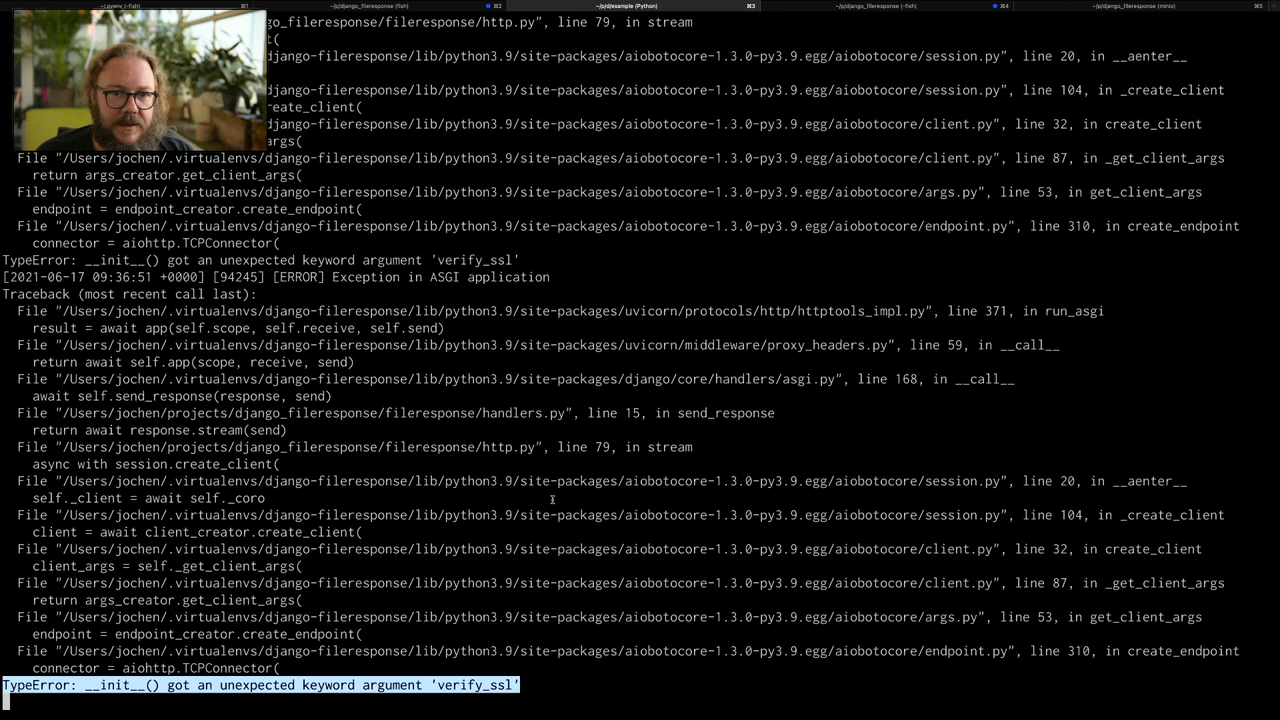 ~/.pyenv (-fish) ⌘1 ~/p/django_fileresponse (fish) ⌘2 ~/p/d/example (Python) ⌘3 ~/p/django_fileresponse (-fish) ⌘4 ~/p/django_fileresponse (minio) ⌘5
django_fileresponse/fileresponse/http.py", line 79, in stream
t(
django-fileresponse/lib/python3.9/site-packages/aiobotocore-1.3.0-py3.9.egg/aiobotocore/session.py", line 20, in __aenter__
django-fileresponse/lib/python3.9/site-packages/aiobotocore-1.3.0-py3.9.egg/aiobotocore/session.py", line 104, in _create_client
create_client(
django-fileresponse/lib/python3.9/site-packages/aiobotocore-1.3.0-py3.9.egg/aiobotocore/client.py", line 32, in create_client
args(
File "/Users/jochen/.virtualenvs/django-fileresponse/lib/python3.9/site-packages/aiobotocore-1.3.0-py3.9.egg/aiobotocore/client.py", line 87, in _get_client_args
return args_creator.get_client_args(
File "/Users/jochen/.virtualenvs/django-fileresponse/lib/python3.9/site-packages/aiobotocore-1.3.0-py3.9.egg/aiobotocore/args.py", line 53, in get_client_args
endpoint = endpoint_creator.create_endpoint(
File "/Users/jochen/.virtualenvs/django-fileresponse/lib/python3.9/site-packages/aiobotocore-1.3.0-py3.9.egg/aiobotocore/endpoint.py", line 310, in create_endpoint
connector = aiohttp.TCPConnector(
TypeError: __init__() got an unexpected keyword argument 'verify_ssl'
[2021-06-17 09:36:51 +0000] [94245] [ERROR] Exception in ASGI application
Traceback (most recent call last):
File "/Users/jochen/.virtualenvs/django-fileresponse/lib/python3.9/site-packages/uvicorn/protocols/http/httptools_impl.py", line 371, in run_asgi
result = await app(self.scope, self.receive, self.send)
File "/Users/jochen/.virtualenvs/django-fileresponse/lib/python3.9/site-packages/uvicorn/middleware/proxy_headers.py", line 59, in __call__
return await self.app(scope, receive, send)
File "/Users/jochen/.virtualenvs/django-fileresponse/lib/python3.9/site-packages/django/core/handlers/asgi.py", line 168, in __call__
await self.send_response(response, send)
File "/Users/jochen/projects/django_fileresponse/fileresponse/handlers.py", line 15, in send_response
return await response.stream(send)
File "/Users/jochen/projects/django_fileresponse/fileresponse/http.py", line 79, in stream
async with session.create_client(
File "/Users/jochen/.virtualenvs/django-fileresponse/lib/python3.9/site-packages/aiobotocore-1.3.0-py3.9.egg/aiobotocore/session.py", line 20, in __aenter__
self._client = await self._coro
File "/Users/jochen/.virtualenvs/django-fileresponse/lib/python3.9/site-packages/aiobotocore-1.3.0-py3.9.egg/aiobotocore/session.py", line 104, in _create_client
client = await client_creator.create_client(
File "/Users/jochen/.virtualenvs/django-fileresponse/lib/python3.9/site-packages/aiobotocore-1.3.0-py3.9.egg/aiobotocore/client.py", line 32, in create_client
client_args = self._get_client_args(
File "/Users/jochen/.virtualenvs/django-fileresponse/lib/python3.9/site-packages/aiobotocore-1.3.0-py3.9.egg/aiobotocore/client.py", line 87, in _get_client_args
return args_creator.get_client_args(
File "/Users/jochen/.virtualenvs/django-fileresponse/lib/python3.9/site-packages/aiobotocore-1.3.0-py3.9.egg/aiobotocore/args.py", line 53, in get_client_args
endpoint = endpoint_creator.create_endpoint(
File "/Users/jochen/.virtualenvs/django-fileresponse/lib/python3.9/site-packages/aiobotocore-1.3.0-py3.9.egg/aiobotocore/endpoint.py", line 310, in create_endpoint
connector = aiohttp.TCPConnector(
TypeError: __init__() got an unexpected keyword argument 'verify_ssl'